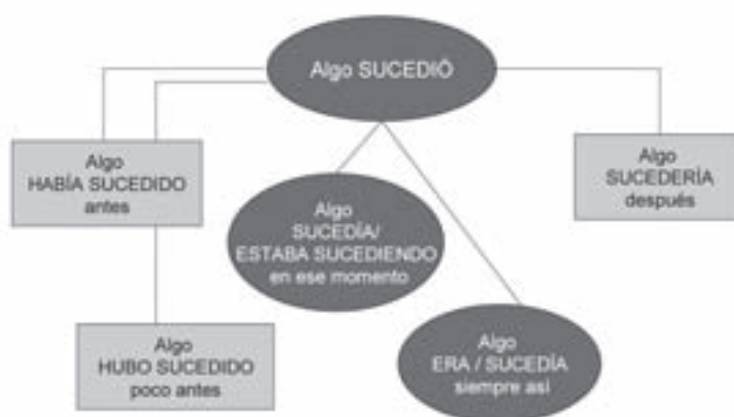 Algo SUCEDIÓ
Algo
HABÍA SUCEDIDO
antes
Algo
SUCEDERÍA
después
Algo
SUCEDÍA/
ESTABA SUCEDIENDO
en ese momento
Algo
HUBO SUCEDIDO
poco antes
Algo
ERA / SUCEDÍA
siempre así